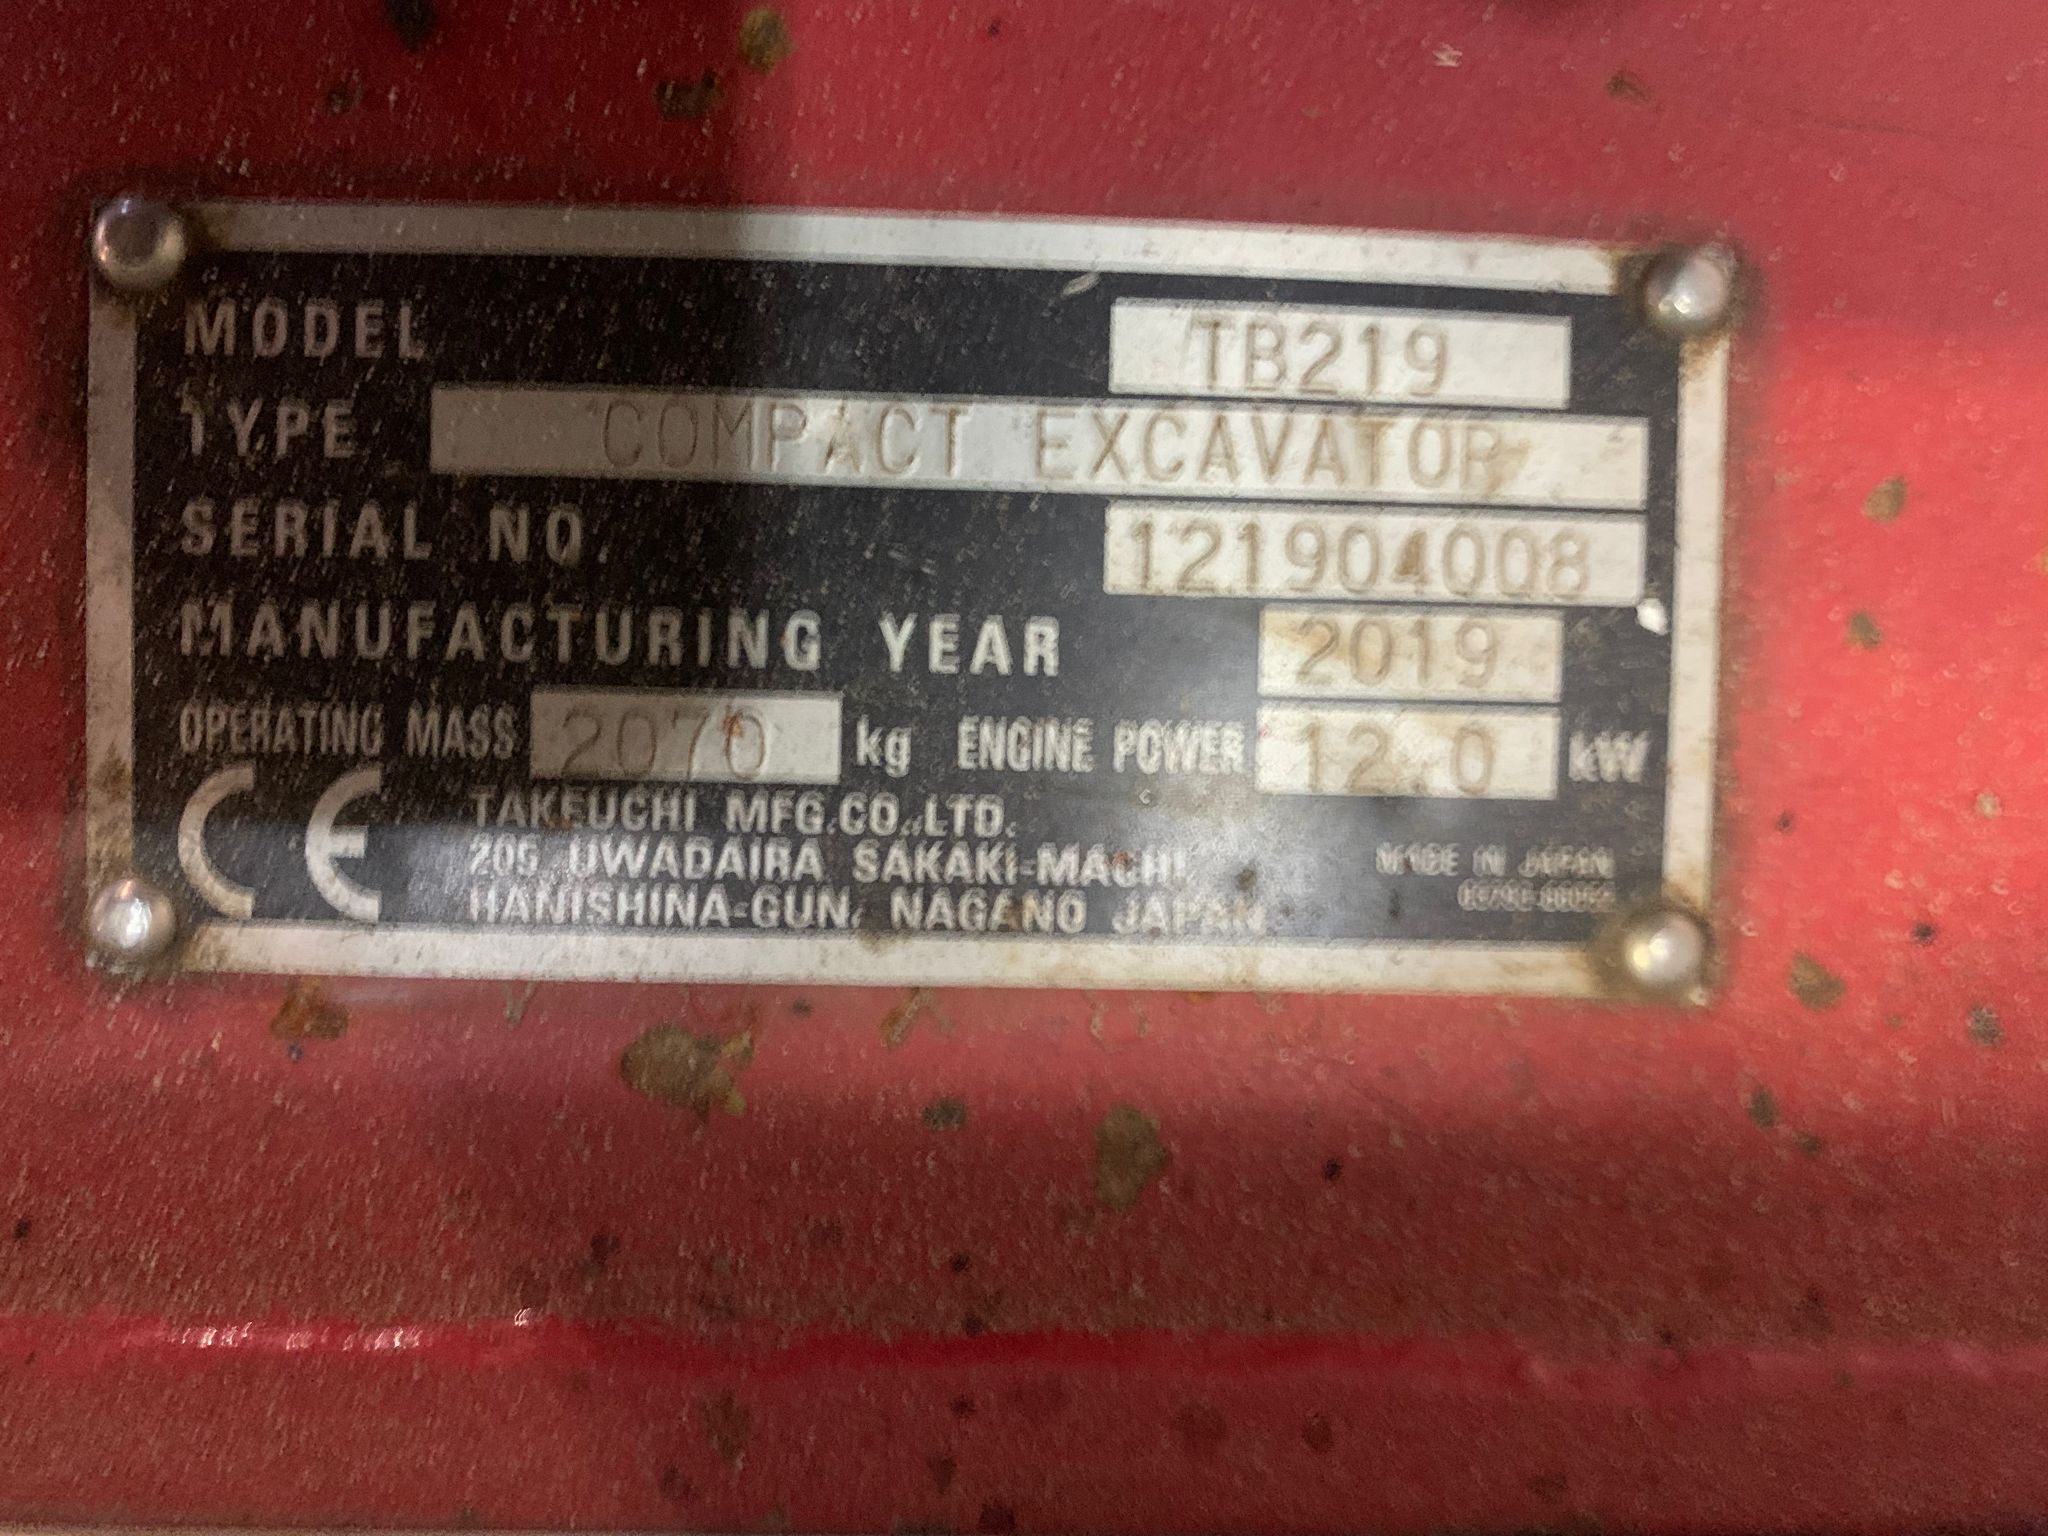 MODEL TB219
TYPE COMPACT EXCAVATOR
SERIAL NO. 121904008
MANUFACTURING YEAR 2019
OPERATING MASS 2070 kg ENGINE POWER 12.0 kW
CE
TAKEUCHI MFG.CO.,LTD.
205 UWADAIRA SAKAKI-MACHI,
HANISHINA-GUN, NAGANO JAPAN
MADE IN JAPAN